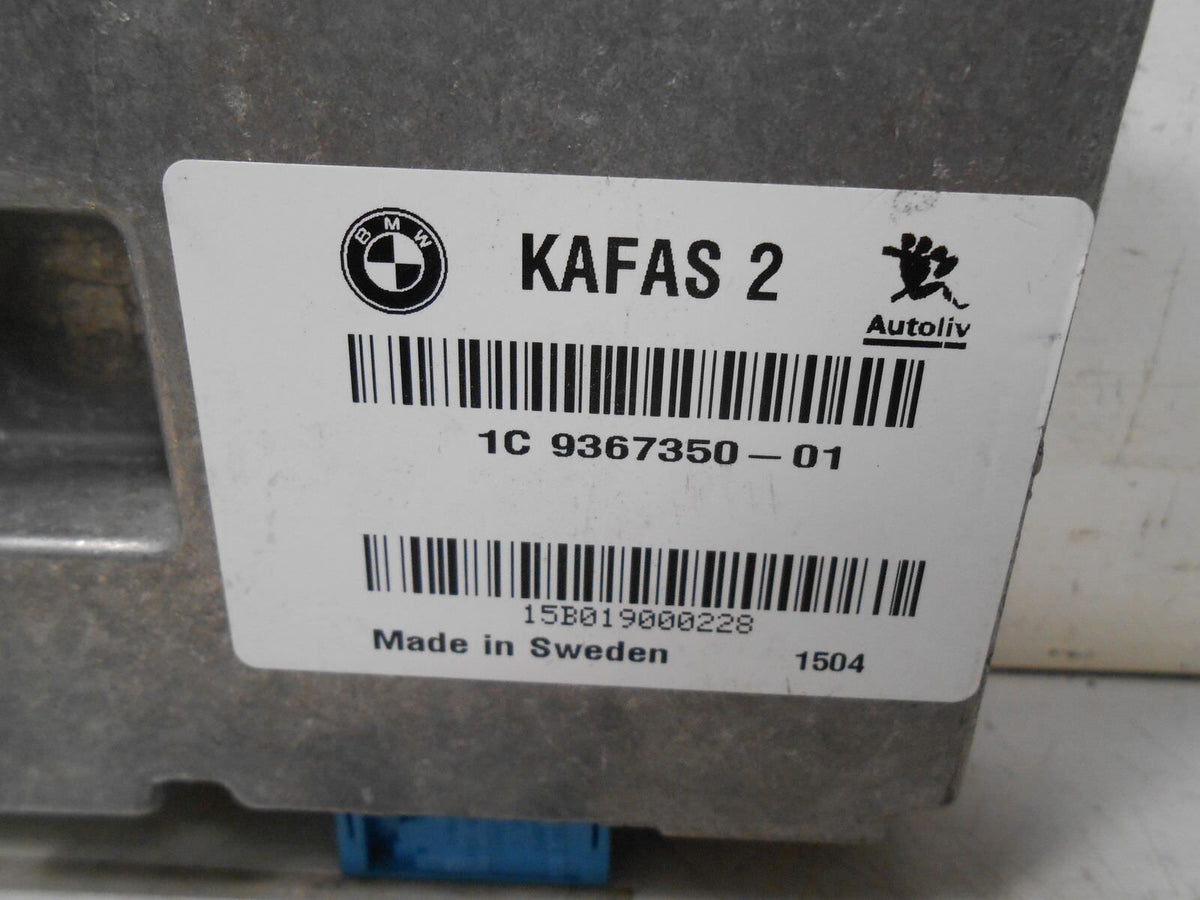 BMW KAFAS 2
Autoliv
1C 9367350-01
15B019000228
Made in Sweden 1504